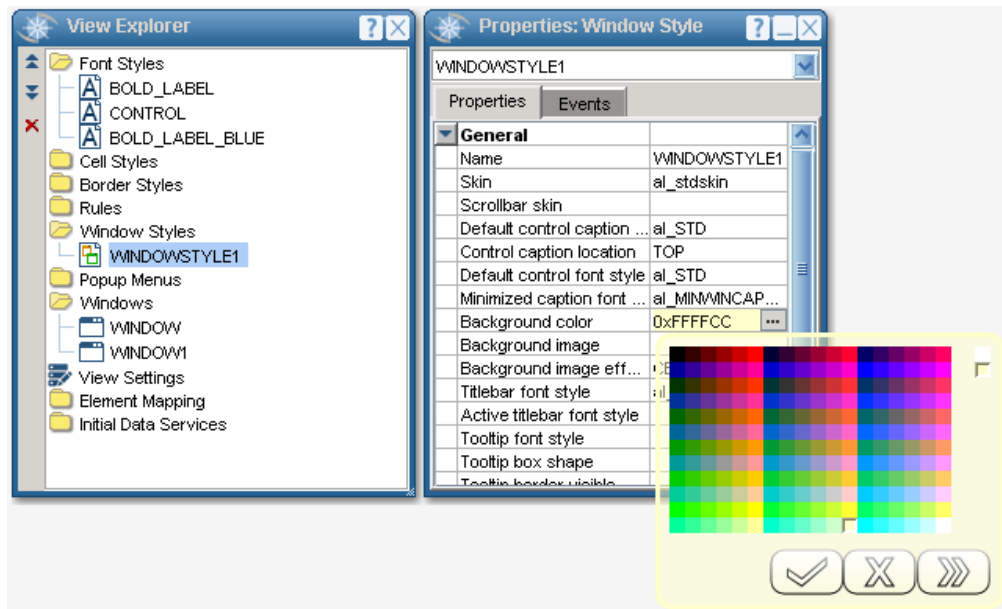 View Explorer
?
Font Styles
BOLD_LABEL
CONTROL
BOLD_LABEL_BLUE
Cell Styles
Border Styles
Rules
Window Styles
WINDOWSTYLE1
Popup Menus
Windows
WINDOW
WINDOW1
View Settings
Element Mapping
Initial Data Services
Properties: Window Style
?
WINDOWSTYLE1
Properties Events
General
Name WINDOWSTYLE1
Skin al_stdskin
Scrollbar skin
Default control caption ... al_STD
Control caption location TOP
Default control font style al_STD
Minimized caption font ... al_MINWINCAP...
Background color 0xFFFFCC ...
Background image
Background image eff...
Titlebar font style
Active titlebar font style
Tooltip font style
Tooltip box shape
Tooltip border visible